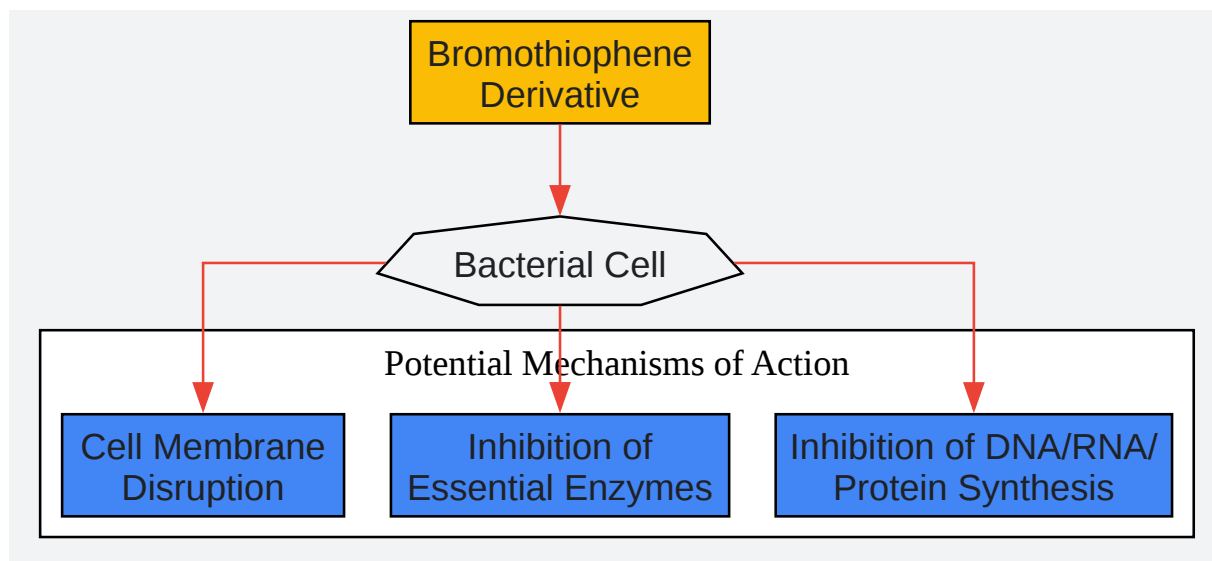 Bromothiophene
Derivative
Bacterial Cell
Potential Mechanisms of Action
Cell Membrane
Disruption
Inhibition of
Essential Enzymes
Inhibition of DNA/RNA/
Protein Synthesis